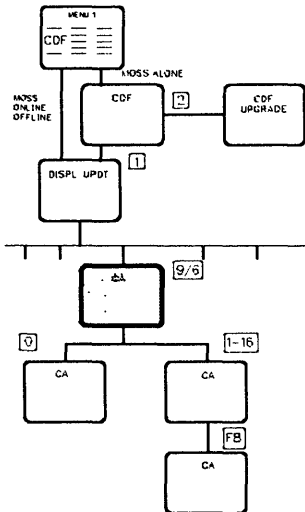 MENU 1
CDF
MOSS ALONE
MOSS
ONLINE
OFFLINE
CDF
2
CDF
UPGRADE
1
DISPL UPDT
9/6
0
1-16
CA
CA
F8
CA